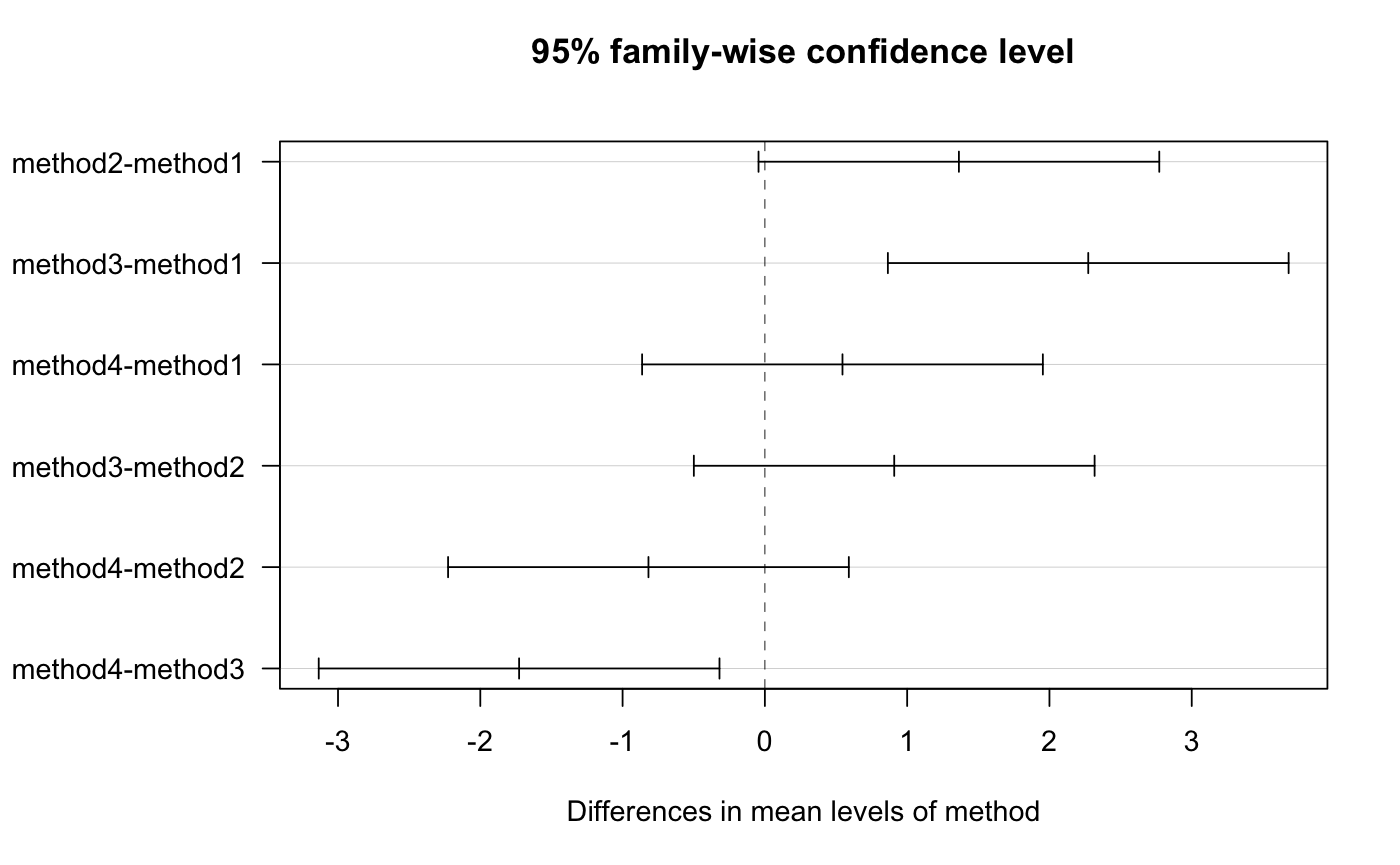 95% family-wise confidence level
method2-method1
method3-method1
method4-method1
method3-method2
method4-method2
method4-method3
-3 -2 -1 0 1 2 3
Differences in mean levels of method